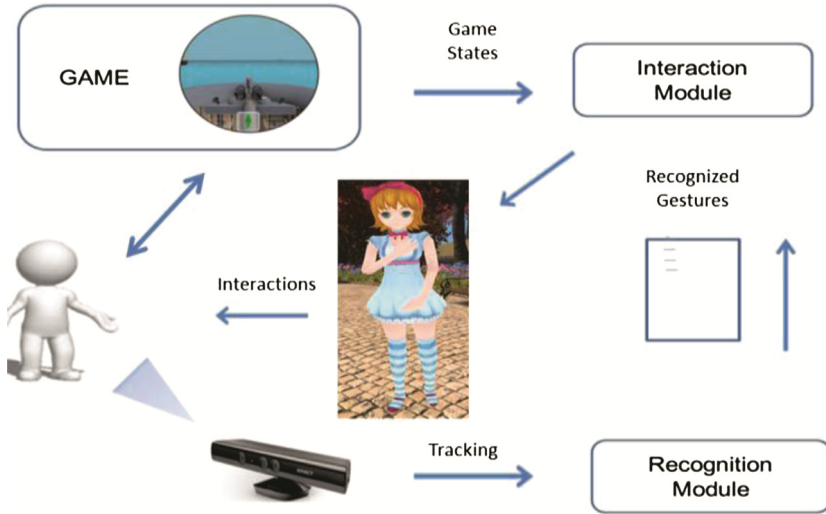 Game
States
GAME
Interaction
Module
Recognized
Gestures
Interactions
Tracking
Recognition
Module